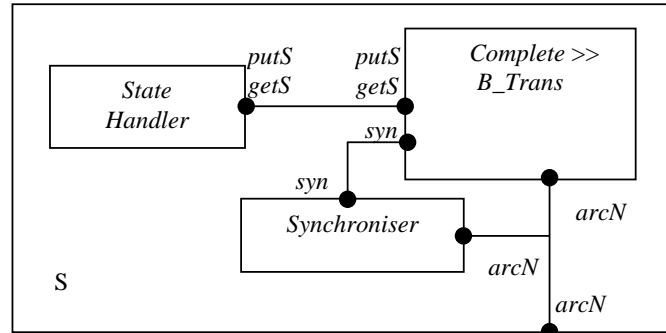 putS
getS
State
Handler
putS
getS
Complete >>
B_Trans
syn
syn
Synchroniser
arcN
arcN
arcN
S